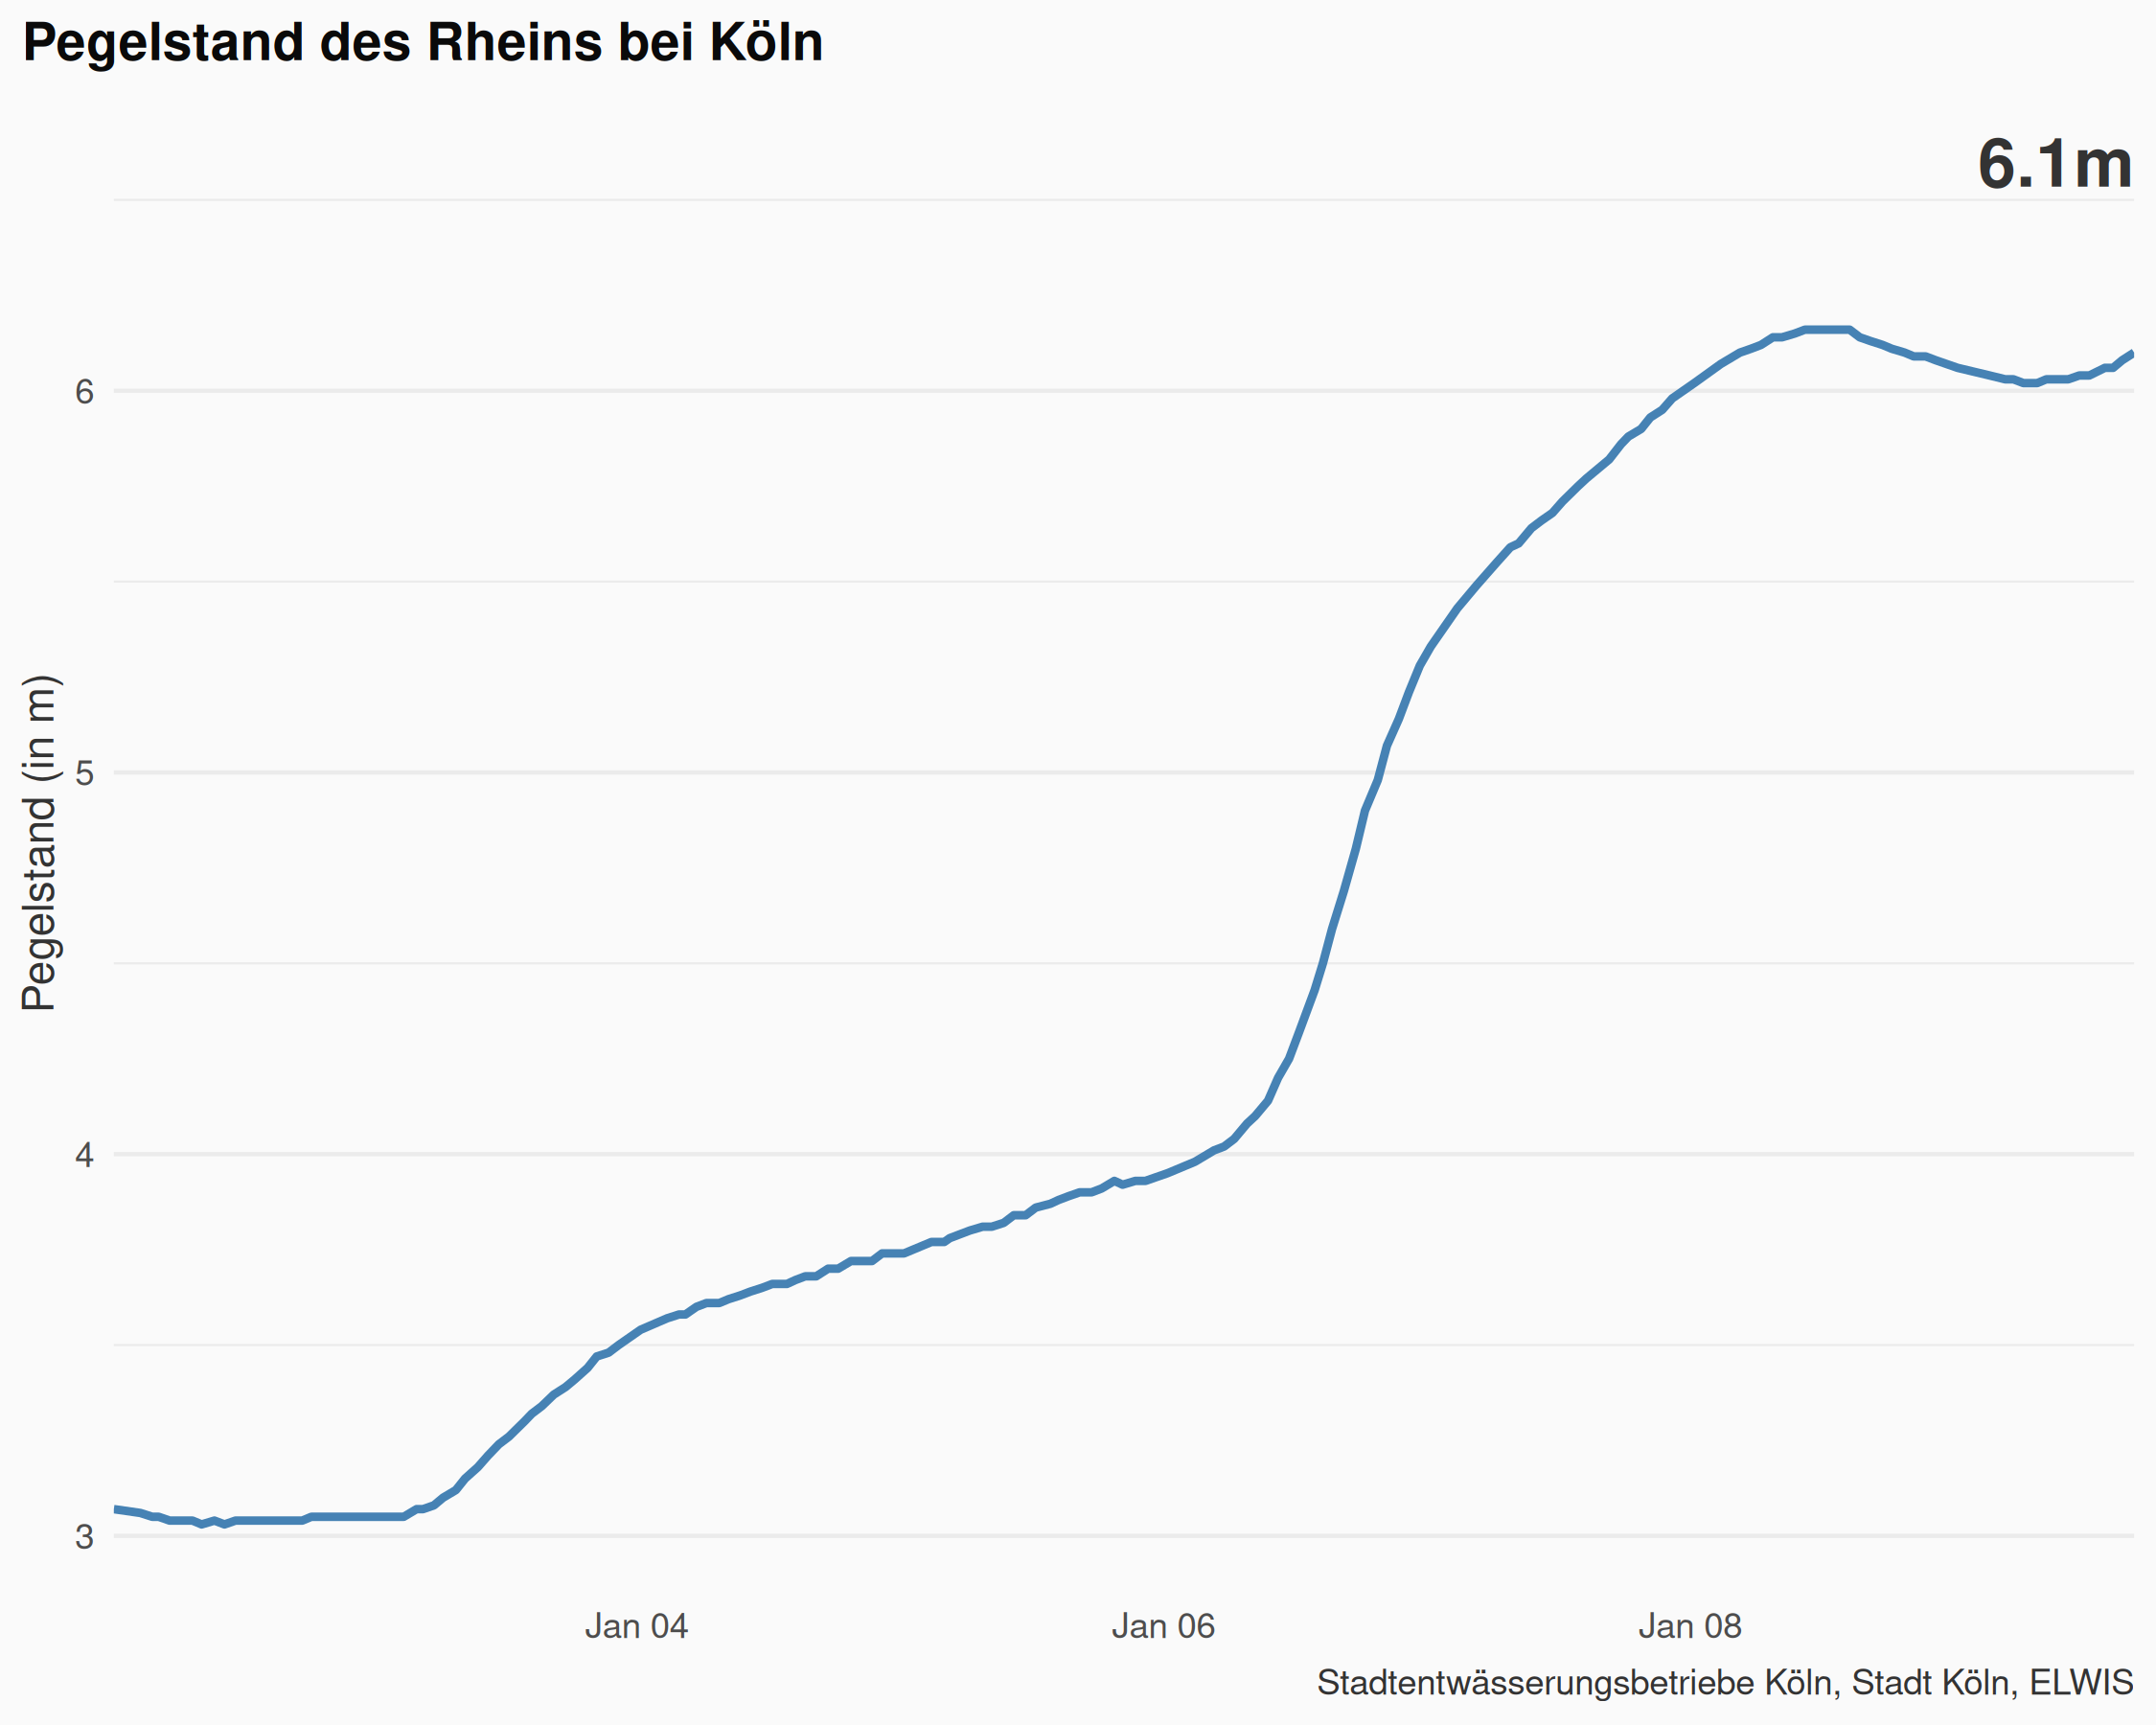 Pegelstand des Rheins bei Köln
6.1m
Pegelstand (in m)
6
5
4
3
Jan 04
Jan 06
Jan 08
Stadtentwässerungsbetriebe Köln, Stadt Köln, ELWIS